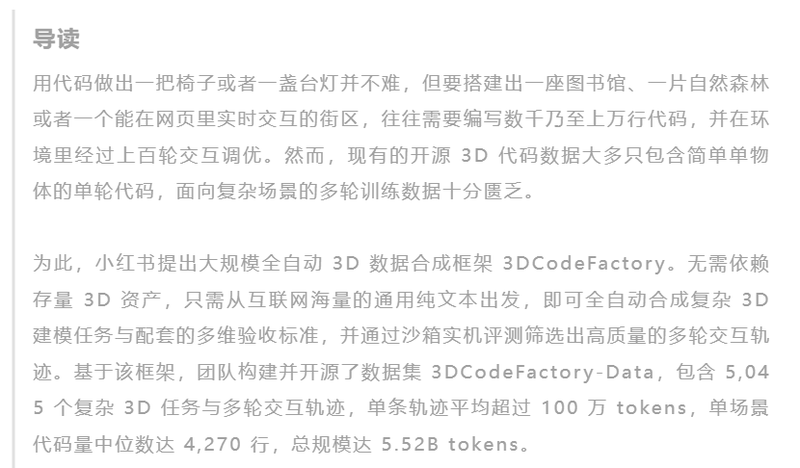 导读
用代码做出一把椅子或者一盏台灯并不难，但要搭建出一座图书馆、一片自然森林
或者一个能在网页里实时交互的街区，往往需要编写数千乃至上万行代码，并在环
境里经过上百轮交互调优。然而，现有的开源 3D 代码数据大多只包含简单单物
体的单轮代码，面向复杂场景的多轮训练数据十分匮乏。
为此，小红书提出大规模全自动 3D 数据合成框架 3DCodeFactory。无需依赖
存量 3D 资产，只需从互联网海量的通用纯文本出发，即可全自动合成复杂 3D
建模任务与配套的多维验收标准，并通过沙箱实机评测筛选出高质量的多轮交互轨
迹。基于该框架，团队构建并开源了数据集 3DCodeFactory-Data，包含 5,04
5 个复杂 3D 任务与多轮交互轨迹，单条轨迹平均超过 100 万 tokens，单场景
代码量中位数达 4,270 行，总规模达 5.52B tokens。